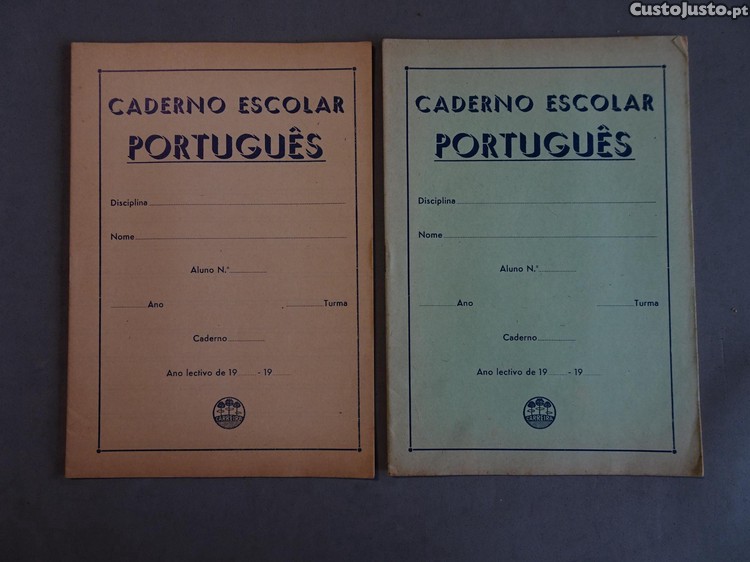 CustoJusto.pt
CADERNO ESCOLAR
PORTUGUÊS
Disciplina
Nome
Aluno N.º
Ano Turma
Caderno
Ano lectivo de 19 - 19
CADERNO ESCOLAR
PORTUGUÊS
Disciplina
Nome
Aluno N.º
Ano Turma
Caderno
Ano lectivo de 19 - 19